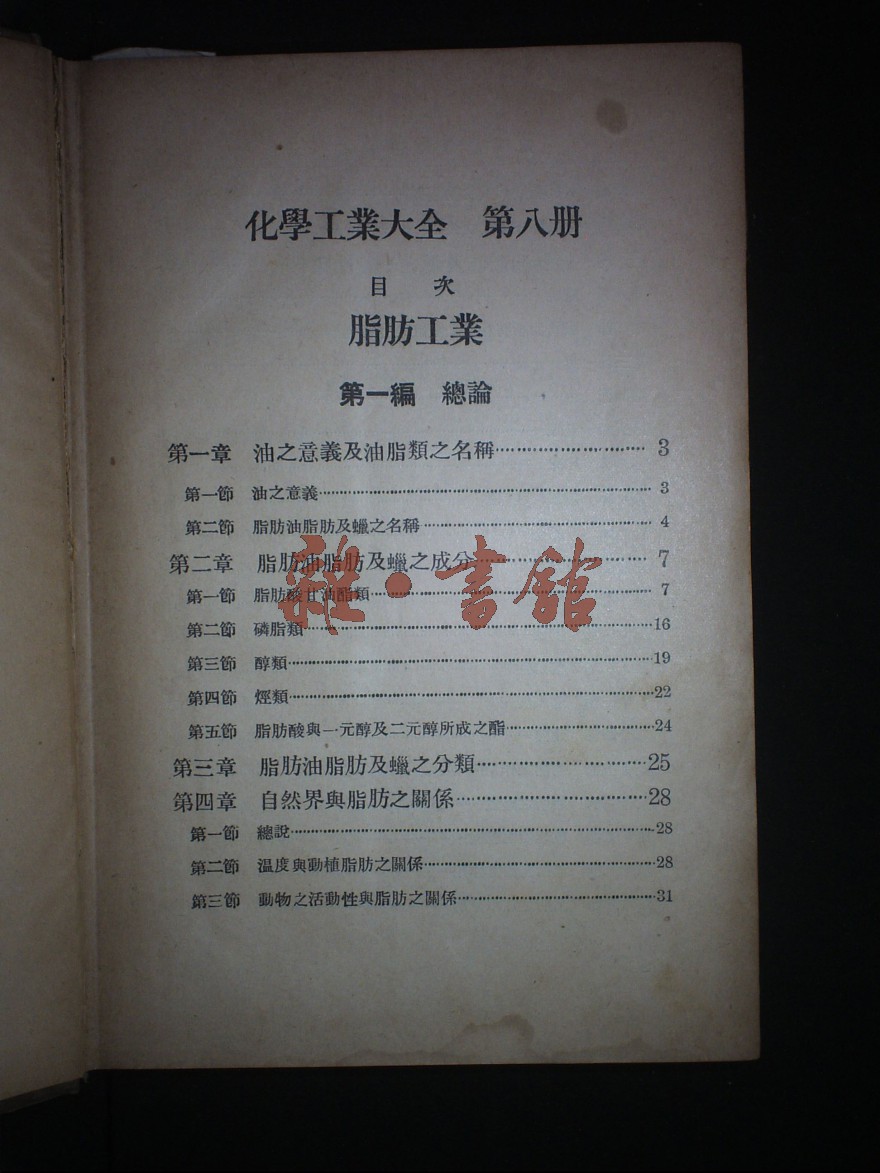 化學工業大全　第八册
目　次
脂肪工業
第一編　總論
第一章　油之意義及油脂類之名稱…………………… 3
第一節　油之意義…………………… 3
第二節　脂肪油脂肪及蠟之名稱…………………… 4
第二章　脂肪油脂肪及蠟之成分…………………… 7
第一節　脂肪酸甘油酯類…………………… 7
第二節　磷脂類……………………16
第三節　醇類……………………19
第四節　烴類……………………22
第五節　脂肪酸與一元醇及二元醇所成之酯……………………24
第三章　脂肪油脂肪及蠟之分類……………………25
第四章　自然界與脂肪之關係……………………28
第一節　總說……………………28
第二節　温度與動植脂肪之關係……………………28
第三節　動物之活動性與脂肪之關係……………………31
雜·書館